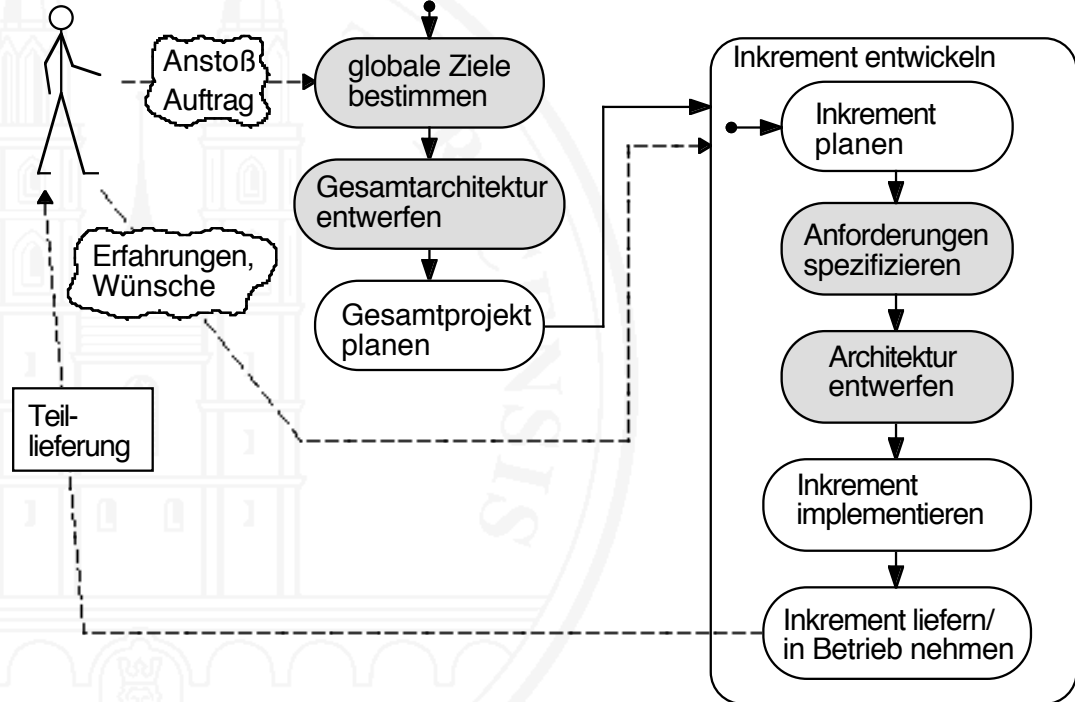 Anstoß
Auftrag
globale Ziele
bestimmen
Gesamtarchitektur
entwerfen
Gesamtprojekt
planen
Erfahrungen,
Wünsche
Teil-
lieferung
Inkrement entwickeln
Inkrement
planen
Anforderungen
spezifizieren
Architektur
entwerfen
Inkrement
implementieren
Inkrement liefern/
in Betrieb nehmen